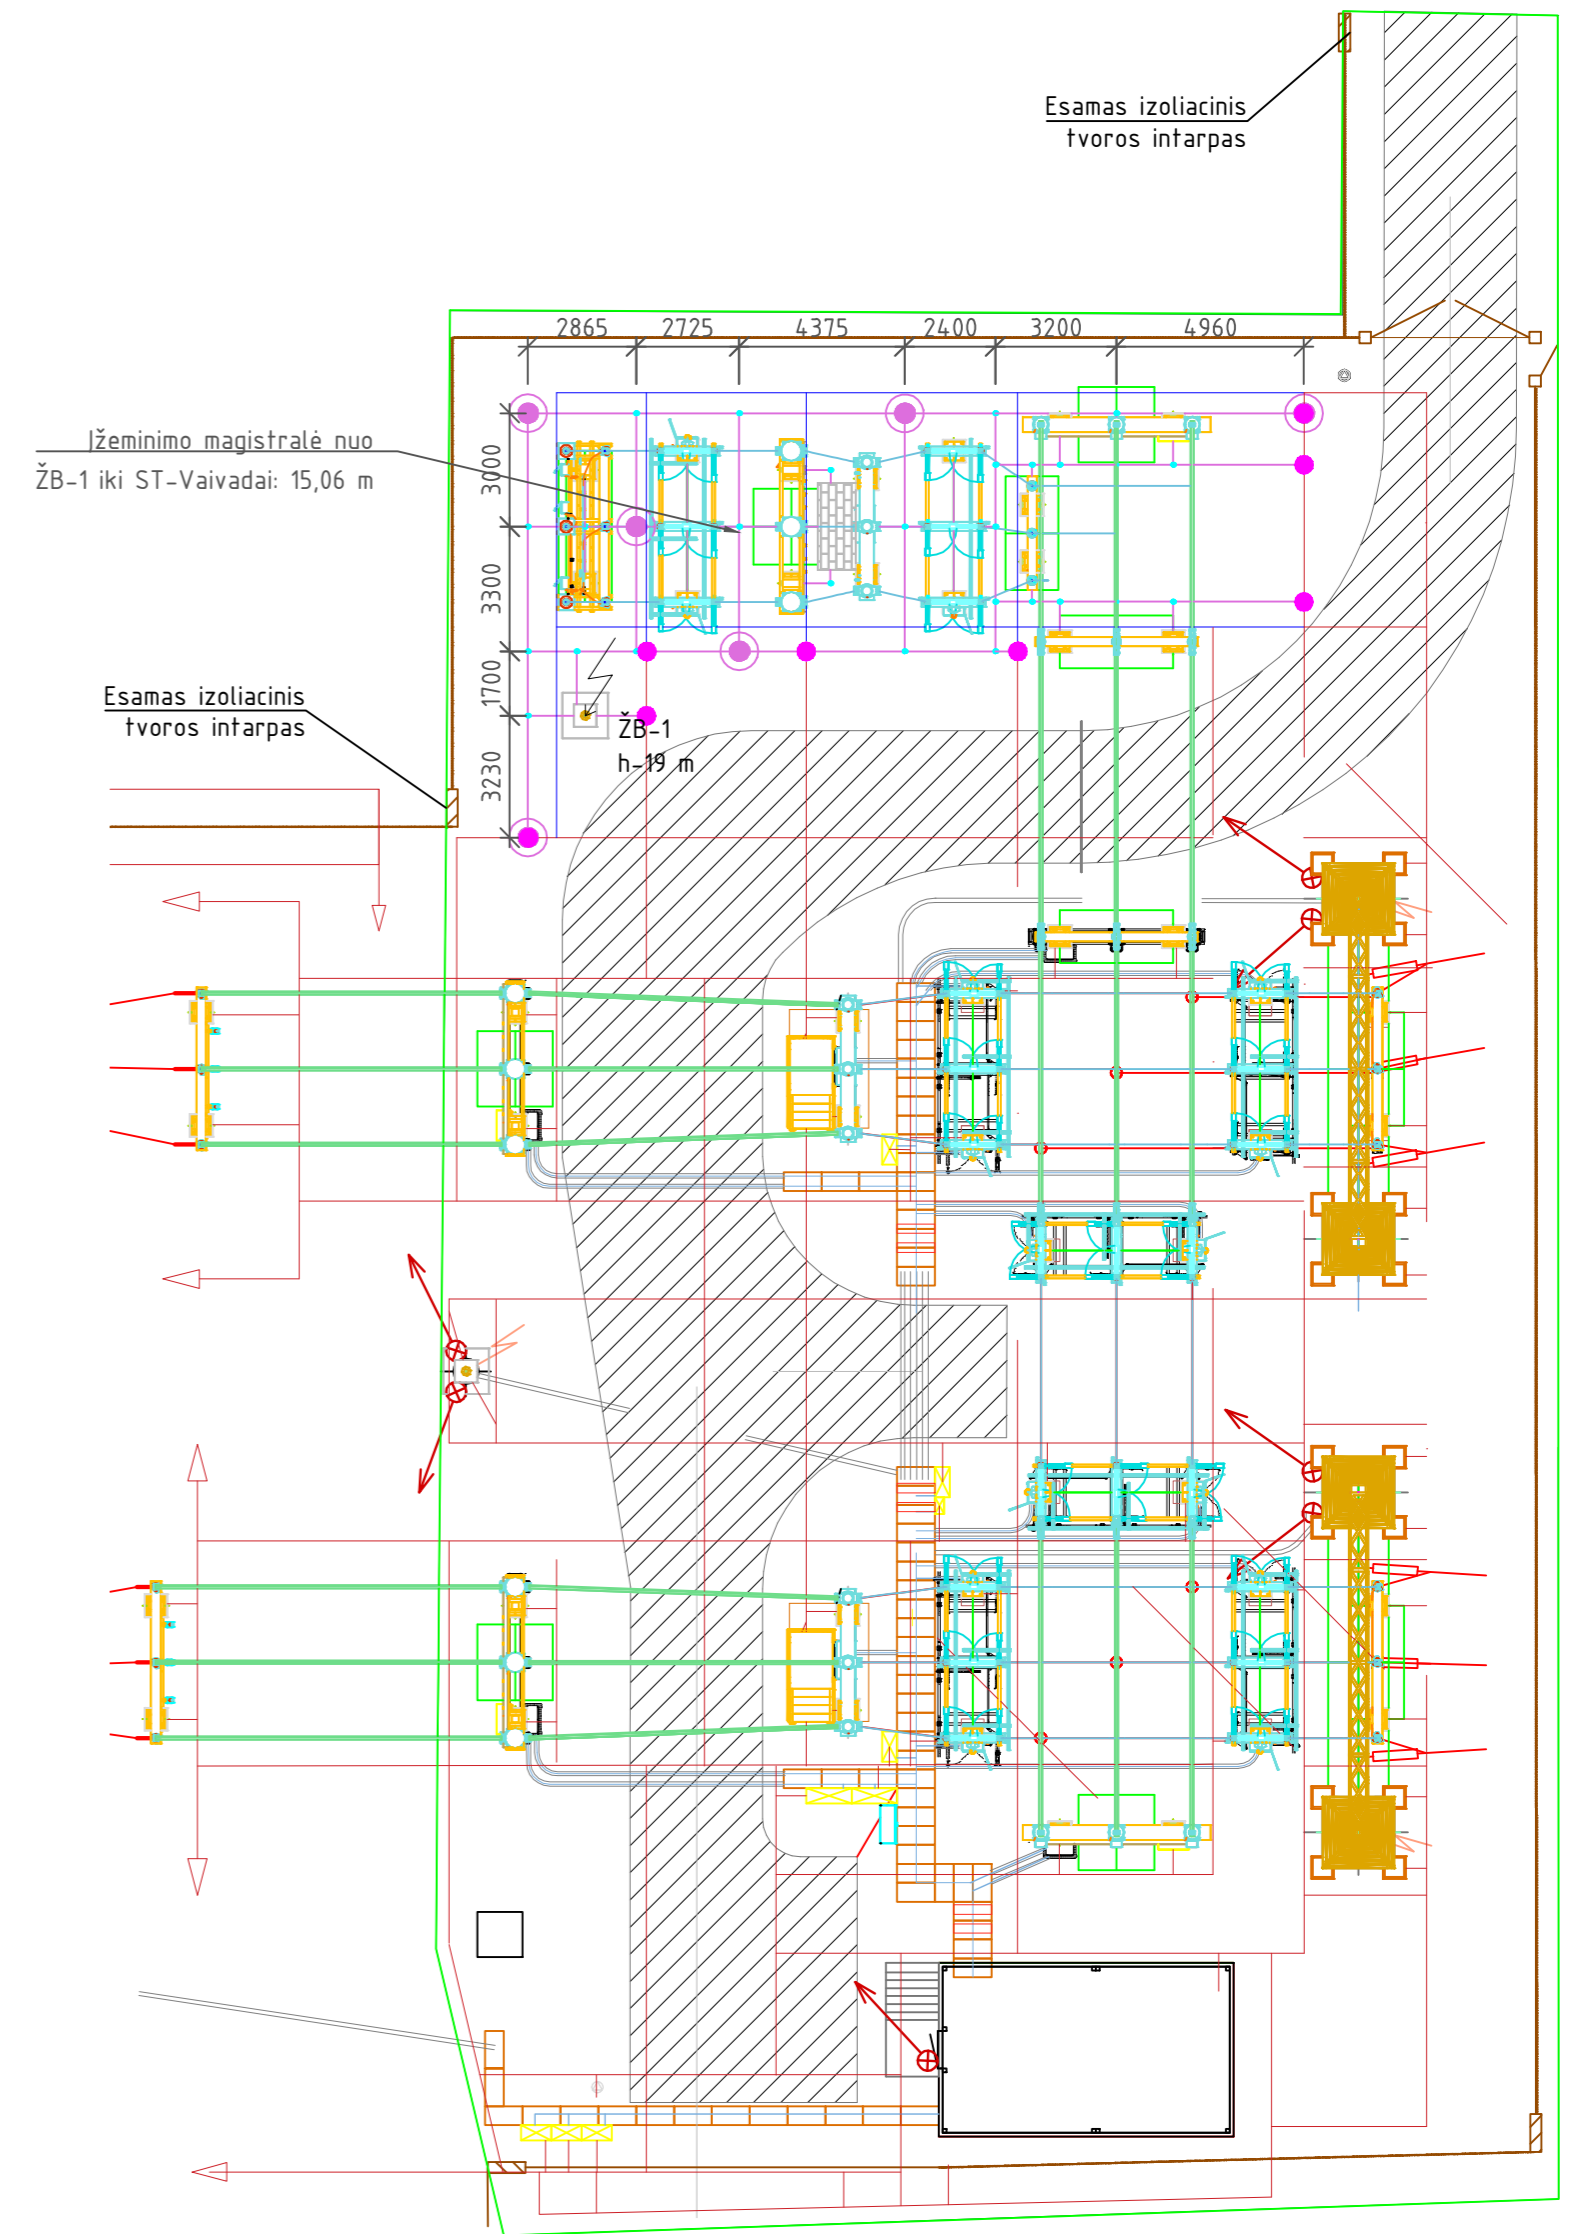 Esamas izoliacinis
tvoros intarpas
2865
2725
4375
2400
3200
4960
Įžeminimo magistralė nuo
ŽB-1 iki ST-Vaivadai: 15,06 m
3000
3300
1700
3230
Esamas izoliacinis
tvoros intarpas
ŽB-1
h-19 m